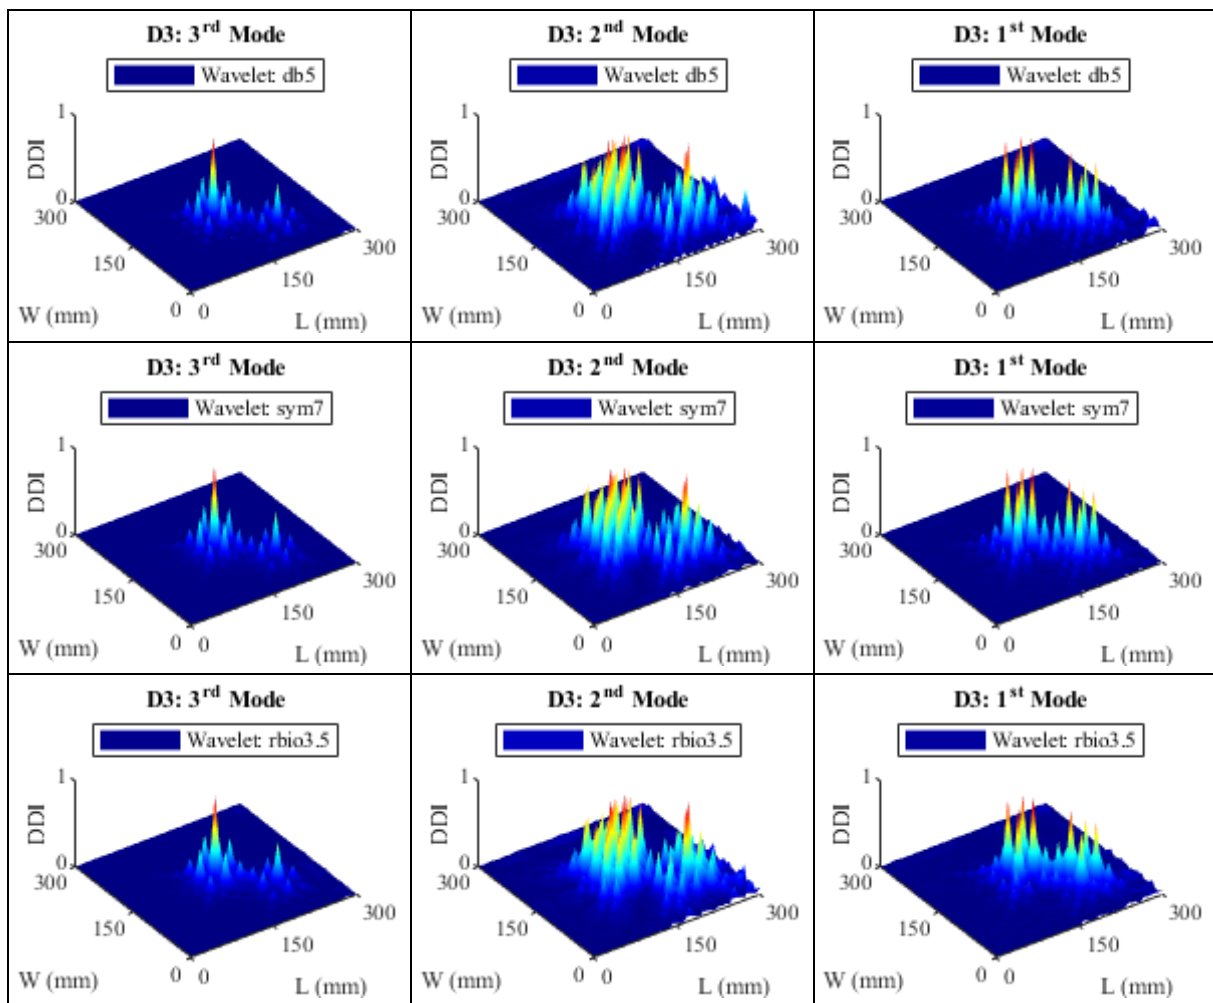 D3: 3rd Mode
Wavelet: db5
1
DDI
0
300
150
W (mm)
0 0
150
L (mm)
300
D3: 2nd Mode
Wavelet: db5
1
DDI
0
300
150
W (mm)
0 0
150
L (mm)
300
D3: 1st Mode
Wavelet: db5
1
DDI
0
300
150
W (mm)
0 0
150
L (mm)
300
D3: 3rd Mode
Wavelet: sym7
1
DDI
0
300
150
W (mm)
0 0
150
L (mm)
300
D3: 2nd Mode
Wavelet: sym7
1
DDI
0
300
150
W (mm)
0 0
150
L (mm)
300
D3: 1st Mode
Wavelet: sym7
1
DDI
0
300
150
W (mm)
0 0
150
L (mm)
300
D3: 3rd Mode
Wavelet: rbio3.5
1
DDI
0
300
150
W (mm)
0 0
150
L (mm)
300
D3: 2nd Mode
Wavelet: rbio3.5
1
DDI
0
300
150
W (mm)
0 0
150
L (mm)
300
D3: 1st Mode
Wavelet: rbio3.5
1
DDI
0
300
150
W (mm)
0 0
150
L (mm)
300